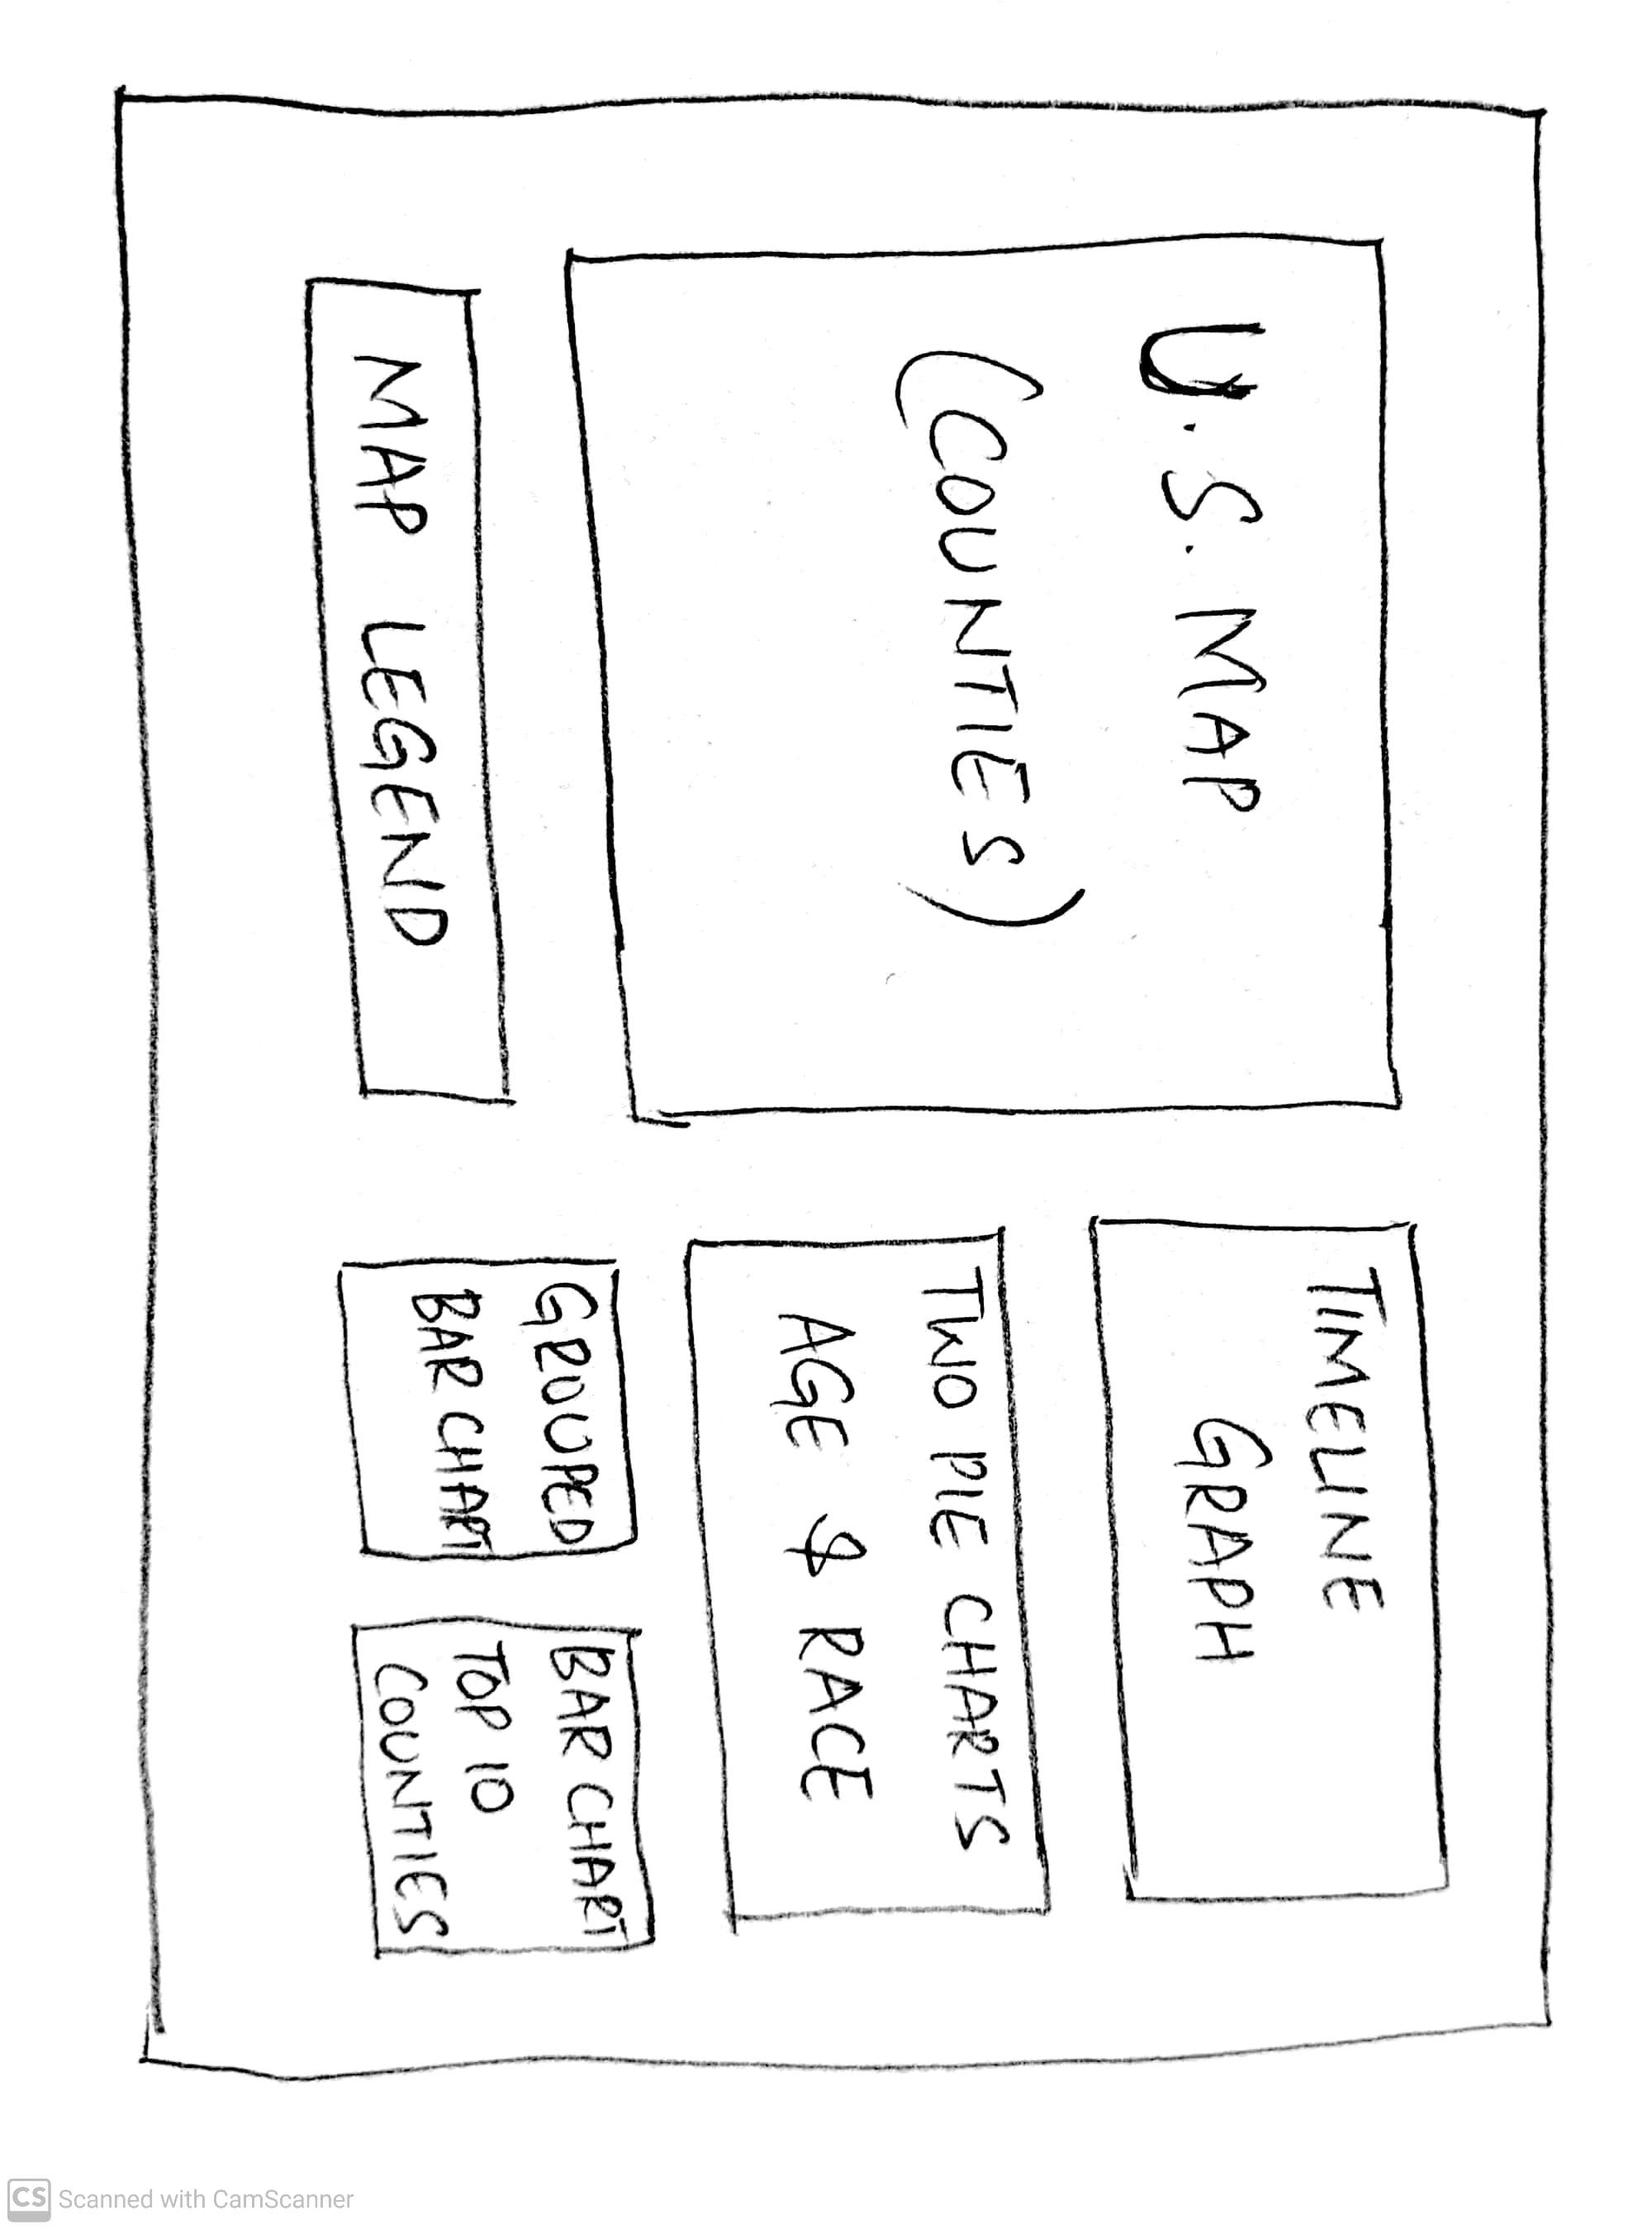 U.S. MAP
(COUNTIES)
MAP LEGEND
TIMELINE
GRAPH
TWO PIE CHARTS
AGE & RACE
GROUPED
BAR CHART
BAR CHART
TOP 10
COUNTIES
CS Scanned with CamScanner